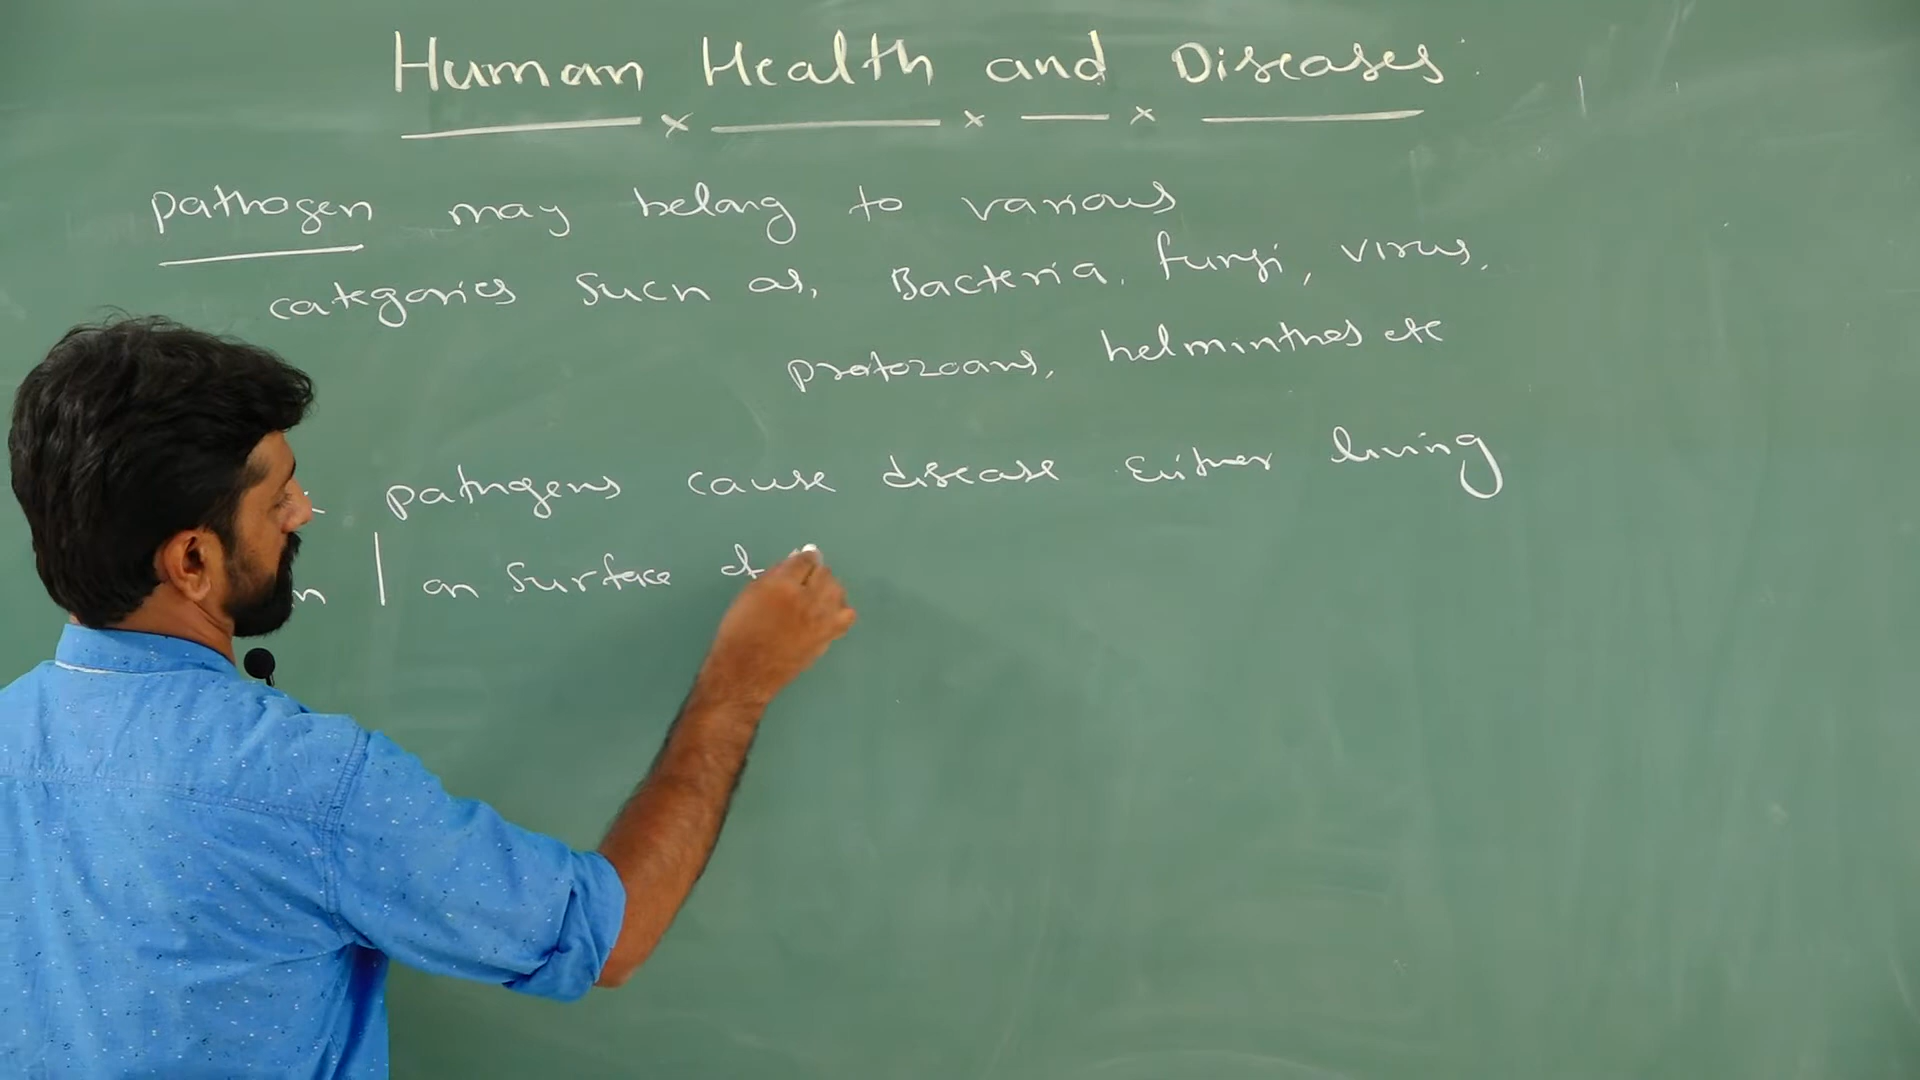 Human Health and Diseases
pathogen may belong to various
categories such as, Bacteria, fungi, virus,
protozoans, helminthes etc
pathogens cause disease Either living
on surface of